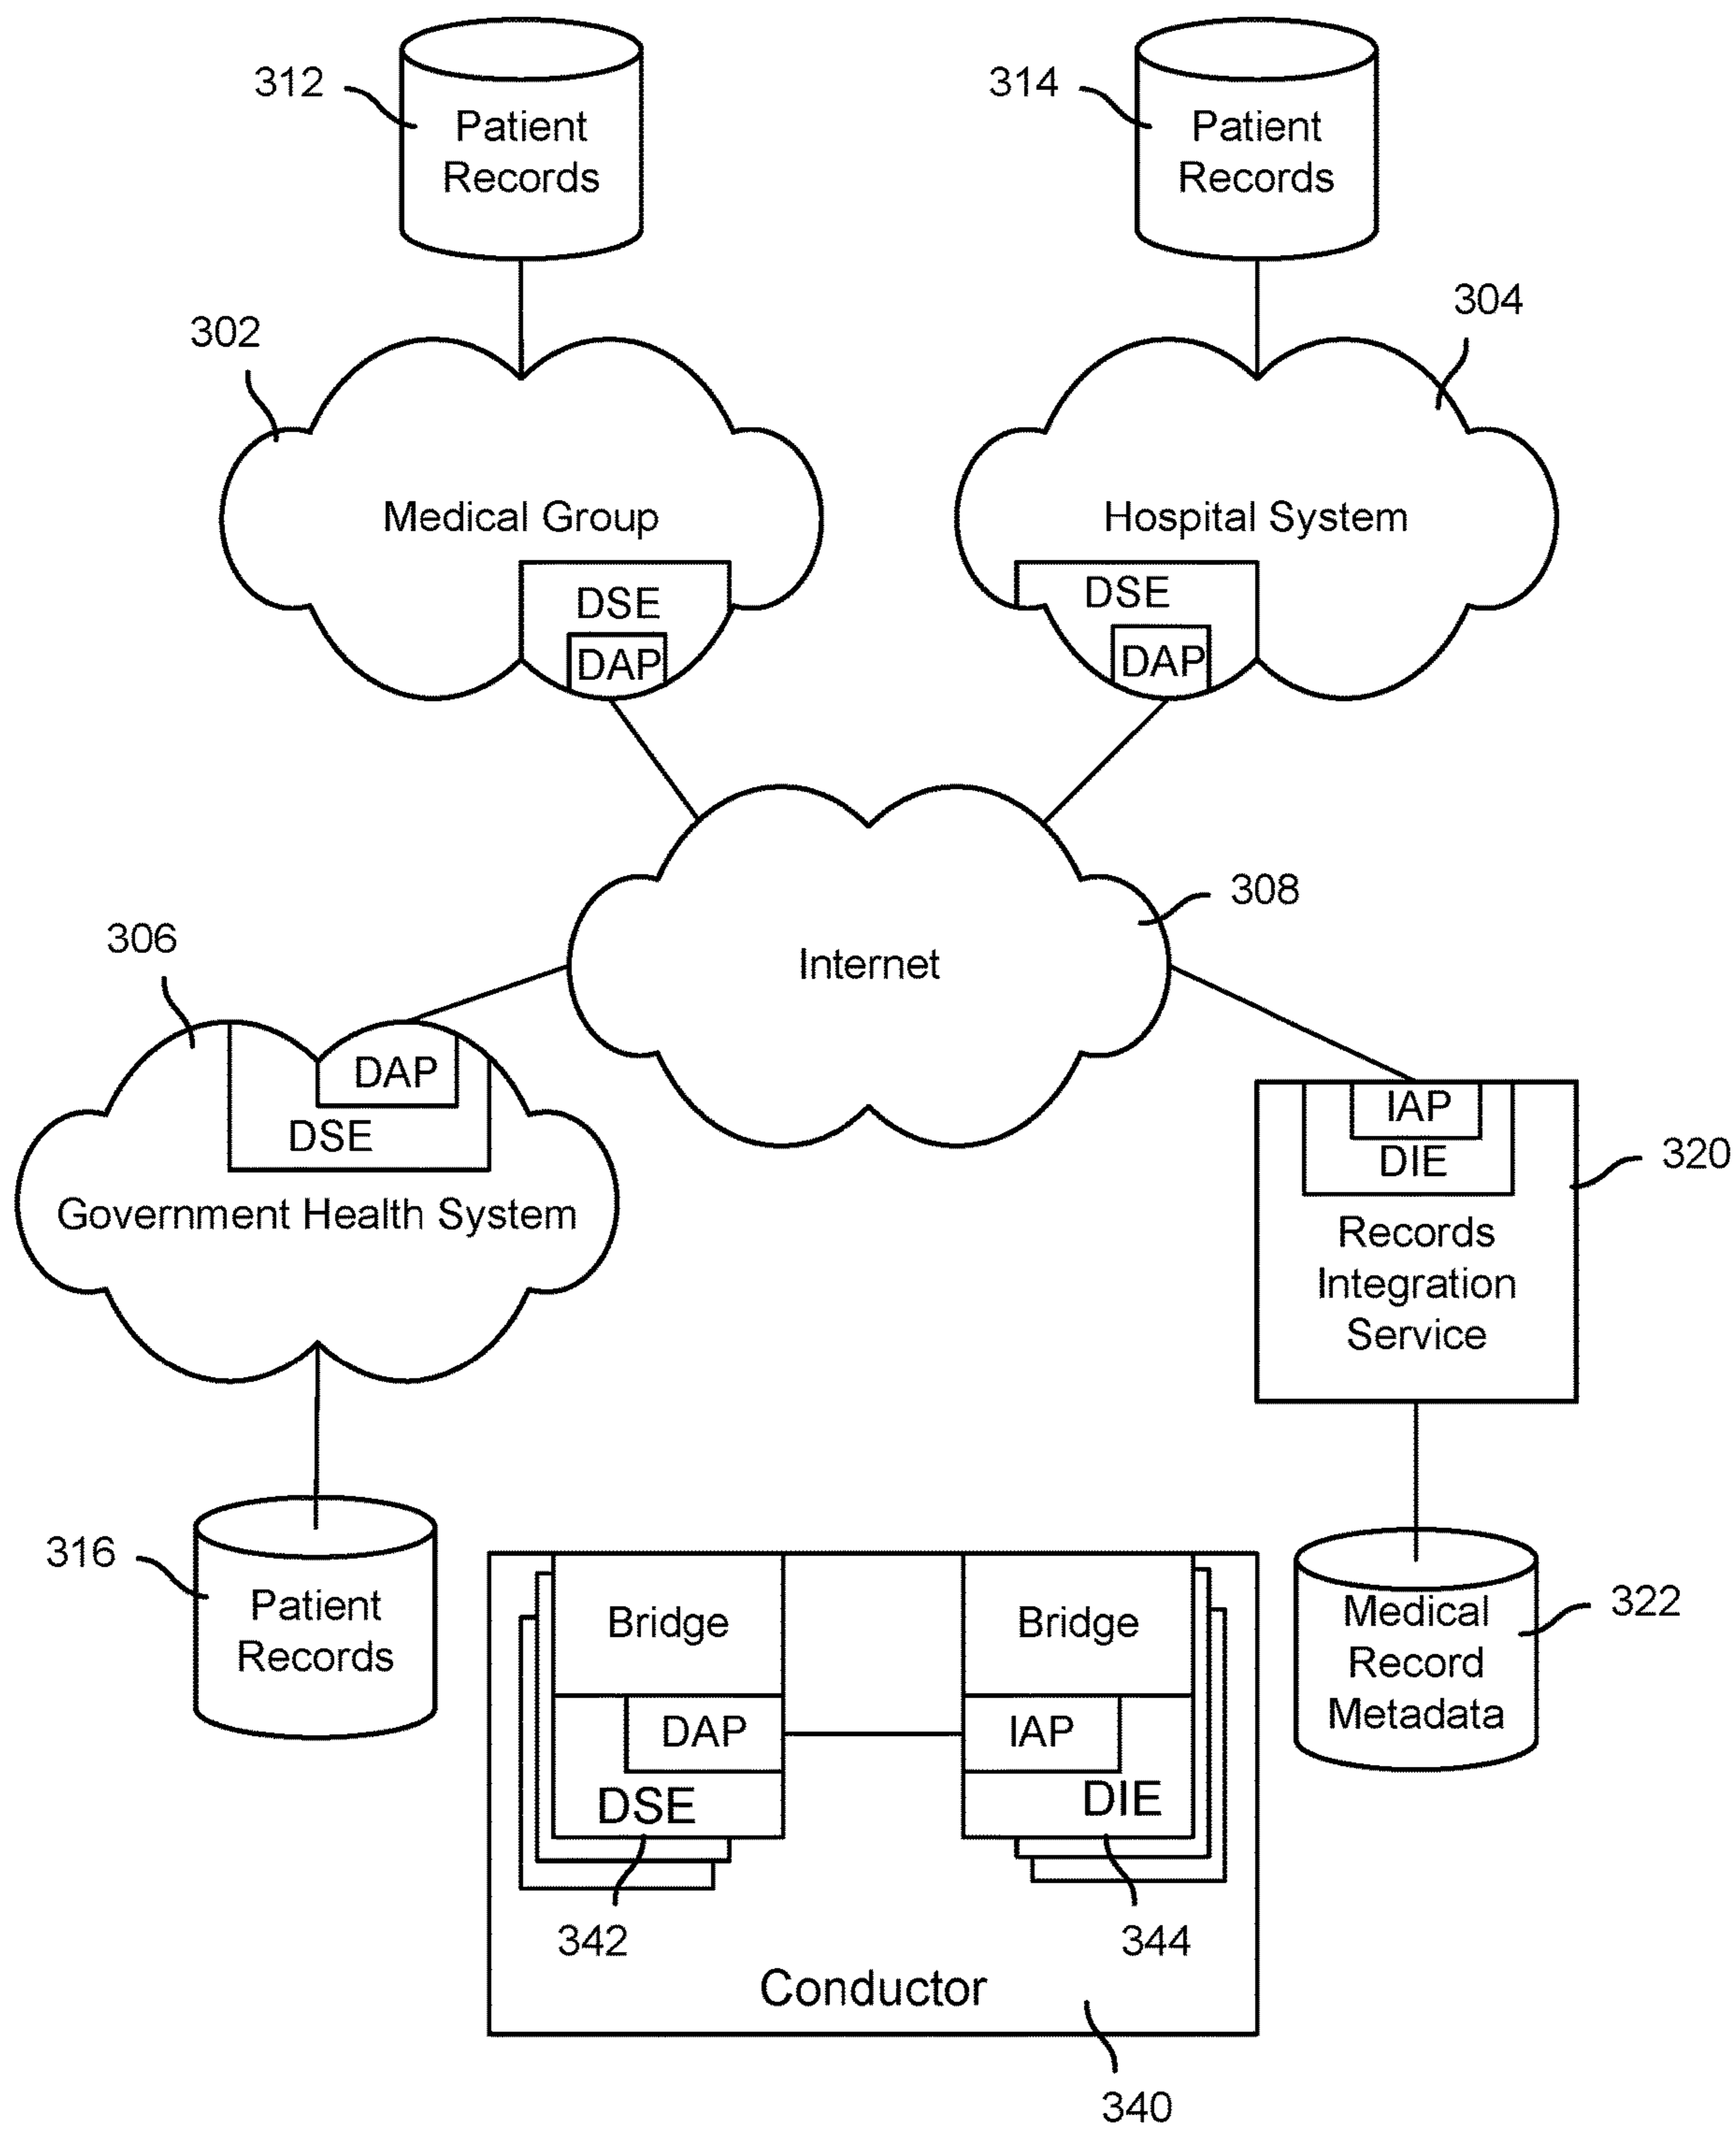 312
Patient
Records
314
Patient
Records
302
304
Medical Group
DSE
DAP
Hospital System
DSE
DAP
308
Internet
306
DAP
DSE
Government Health System
IAP
DIE
320
Records
Integration
Service
316
Patient
Records
Bridge
DAP
DSE
342
Bridge
IAP
DIE
344
Conductor
340
322
Medical
Record
Metadata